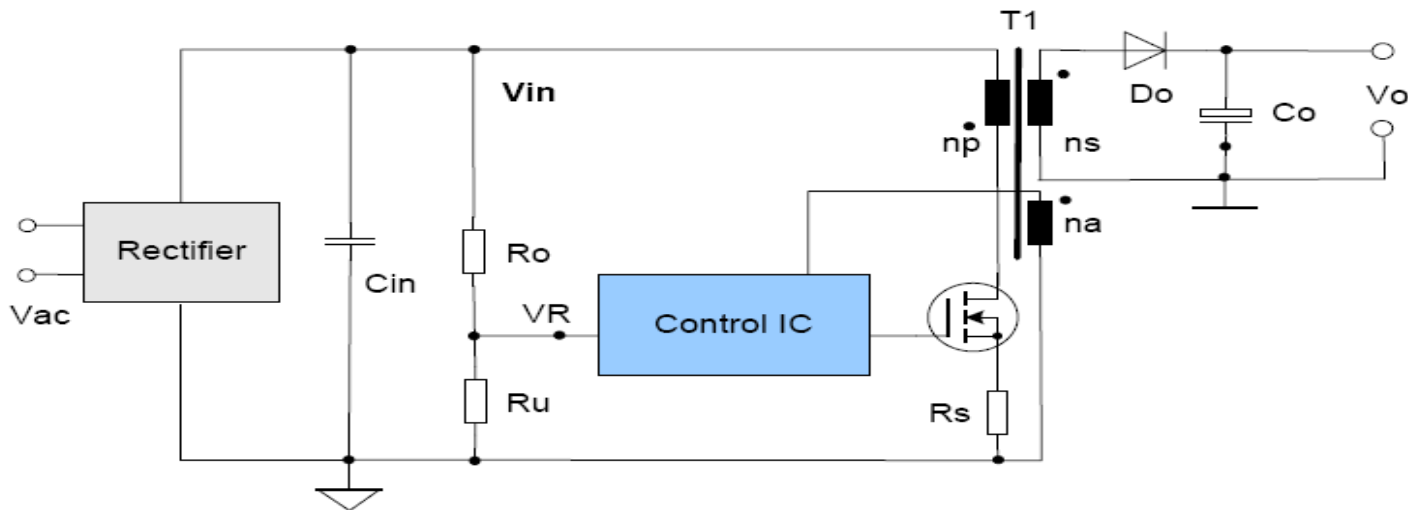 T1
Vin
Do
Vo
Co
np
ns
na
Rectifier
Ro
Cin
Vac
VR
Control IC
Ru
Rs